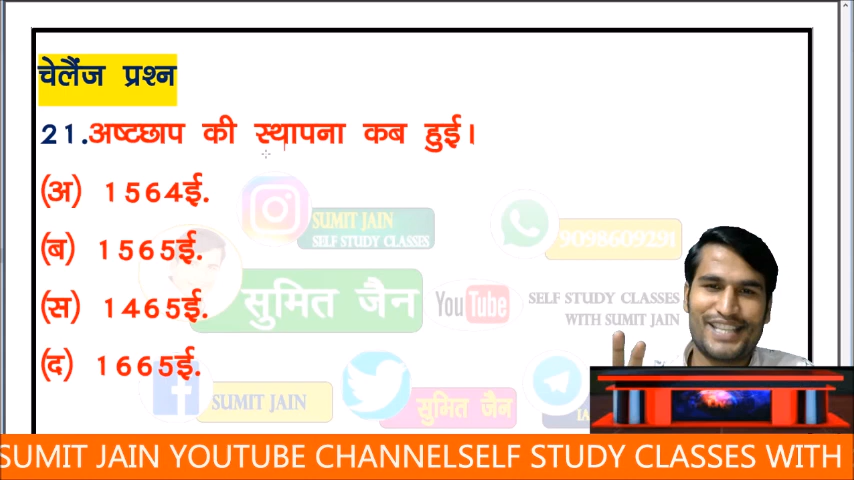 चेलैंज प्रश्न
21.अष्टछाप की स्थापना कब हुई।
(अ) 1564ई.
(ब) 1565ई.
(स) 1465ई.
(द) 1665ई.
SUMIT JAIN
SELF STUDY CLASSES
9098609291
सुमित जैन
YouTube
SELF STUDY CLASSES
WITH SUMIT JAIN
SUMIT JAIN
सुमित जैन
SUMIT JAIN YOUTUBE CHANNELSELF STUDY CLASSES WITH